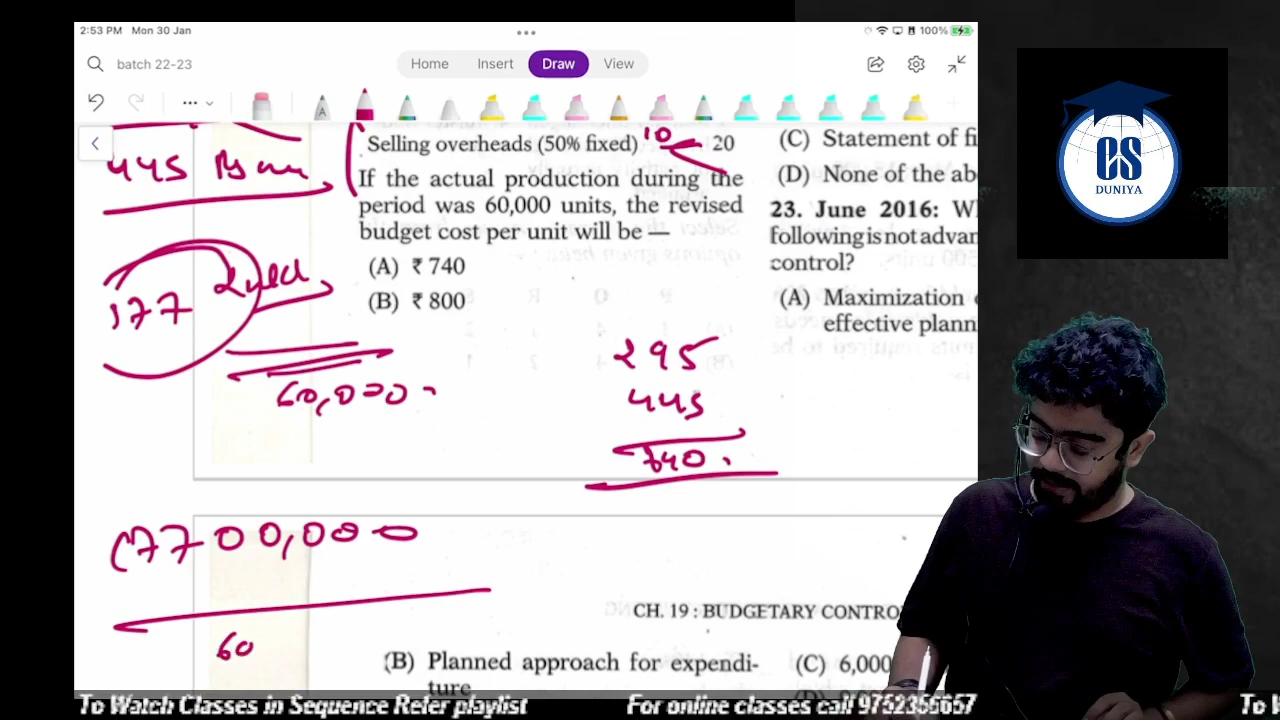 2:53 PM Mon 30 Jan
100%
batch 22-23
Home Insert Draw View
445
Selling overheads (50% fixed) 20
10
If the actual production during the
period was 60,000 units, the revised
budget cost per unit will be —
(A) ₹ 740
(B) ₹ 800
177
60,000
295
445
740
17700,000
60
(C) Statement of fi
(D) None of the ab
23. June 2016: W
following is not advan
control?
(A) Maximization
effective plann
CH. 19 : BUDGETARY CONTRO
(B) Planned approach for expendi-
ture
(C) 6,000
CS
DUNIYA
To Watch Classes in Sequence Refer playlist For online classes call 9752355657 To W